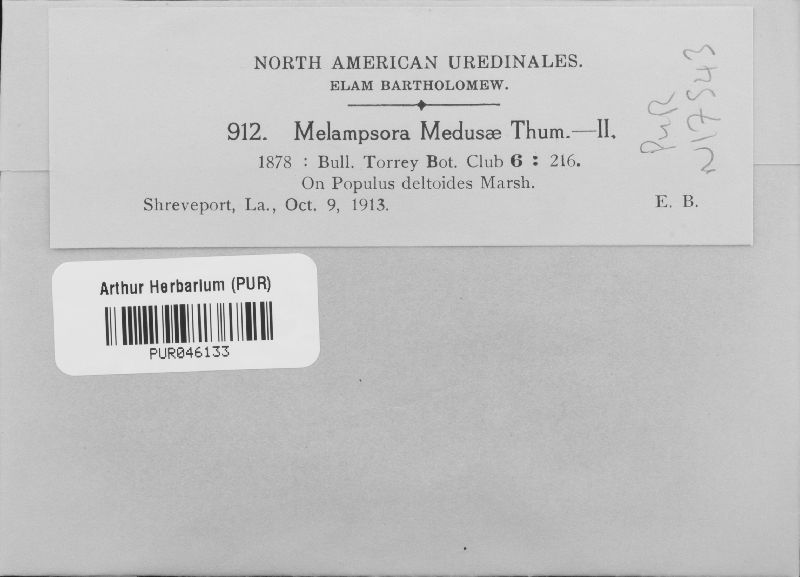 NORTH AMERICAN UREDINALES.
ELAM BARTHOLOMEW.
912. Melampsora Medusæ Thum.—II.
1878 : Bull. Torrey Bot. Club 6 : 216.
On Populus deltoides Marsh.
Shreveport, La., Oct. 9, 1913. E. B.
PUR
N17543
Arthur Herbarium (PUR)
PUR046133